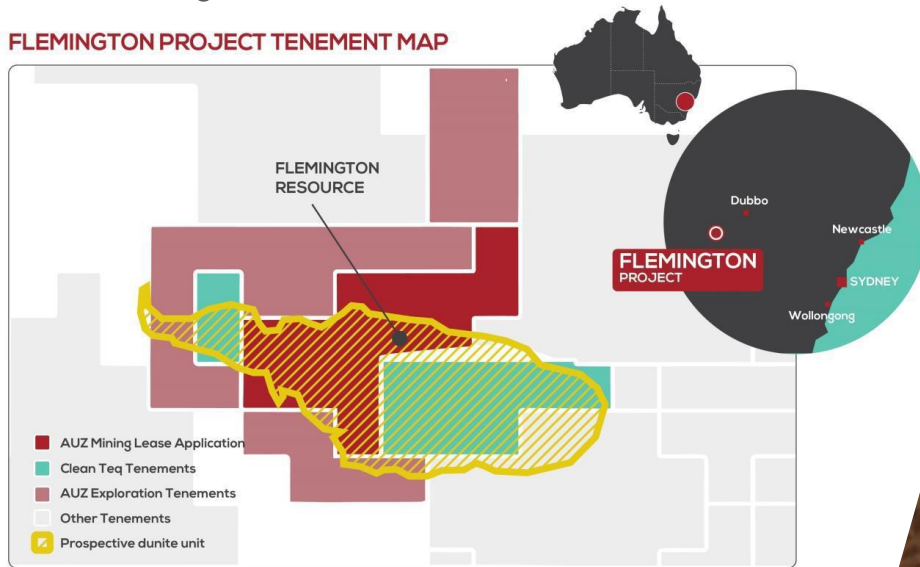 FLEMINGTON PROJECT TENEMENT MAP
FLEMINGTON
RESOURCE
Dubbo
Newcastle
FLEMINGTON
PROJECT
SYDNEY
Wollongong
AUZ Mining Lease Application
Clean Teq Tenements
AUZ Exploration Tenements
Other Tenements
Prospective dunite unit